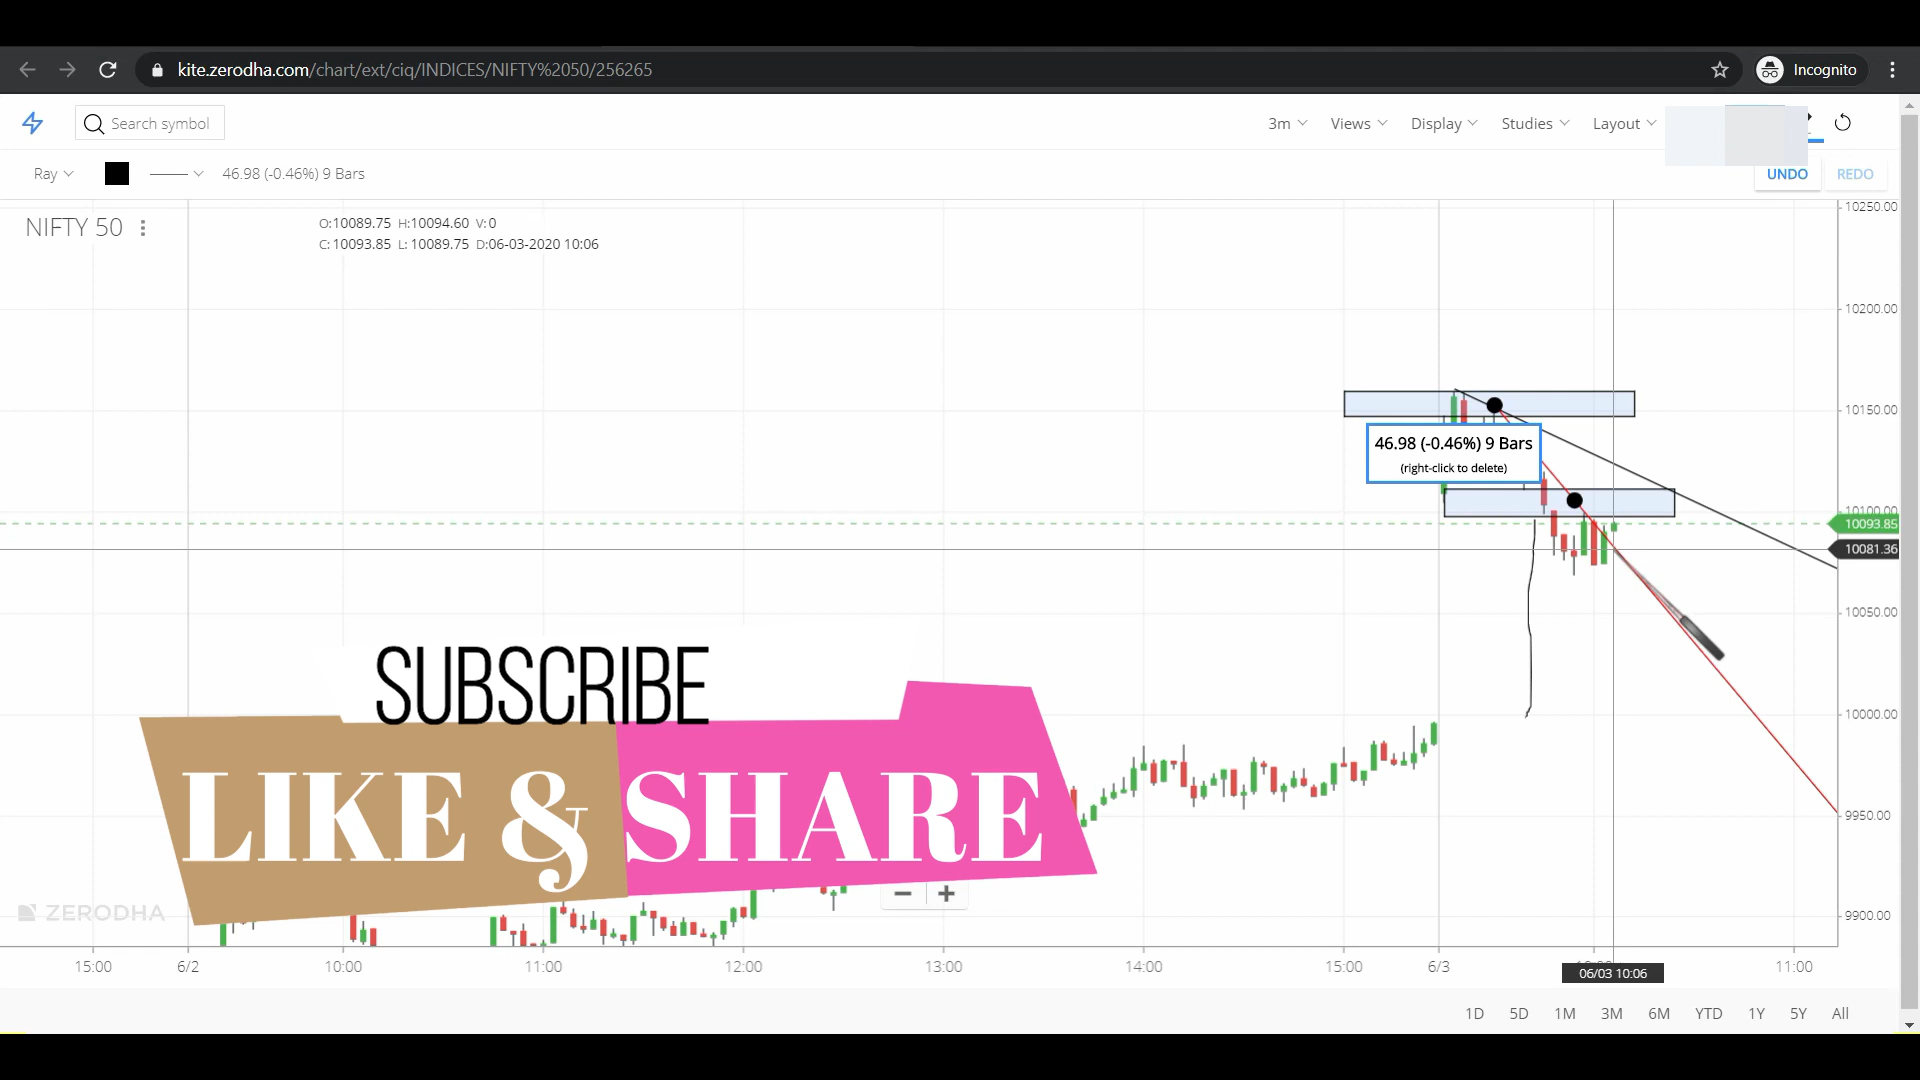 kite.zerodha.com/chart/ext/ciq/INDICES/NIFTY%2050/256265
Incognito
Search symbol
3m Views Display Studies Layout
Ray 46.98 (-0.46%) 9 Bars
UNDO REDO
NIFTY 50
O:10089.75 H:10094.60 V:0
C:10093.85 L:10089.75 D:06-03-2020 10:06
10250.00
10200.00
10150.00
46.98 (-0.46%) 9 Bars
(right-click to delete)
10100.00
10093.85
10081.36
10050.00
10000.00
9950.00
9900.00
SUBSCRIBE
LIKE & SHARE
ZERODHA
15:00 6/2 10:00 11:00 12:00 13:00 14:00 15:00 6/3 11:00
06/03 10:06
1D 5D 1M 3M 6M YTD 1Y 5Y All